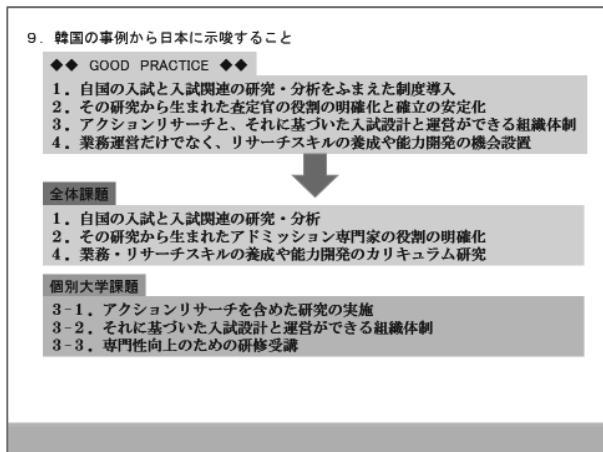 9．韓国の事例から日本に示唆すること
◆◆ GOOD PRACTICE ◆◆
1．自国の入試と入試関連の研究・分析をふまえた制度導入
2．その研究から生まれた査定官の役割の明確化と確立の安定化
3．アクションリサーチと、それに基づいた入試設計と運営ができる組織体制
4．業務運営だけでなく、リサーチスキルの養成や能力開発の機会設置
全体課題
1．自国の入試と入試関連の研究・分析
2．その研究から生まれたアドミッション専門家の役割の明確化
4．業務・リサーチスキルの養成や能力開発のカリキュラム研究
個別大学課題
3-1．アクションリサーチを含めた研究の実施
3-2．それに基づいた入試設計と運営ができる組織体制
3-3．専門性向上のための研修受講